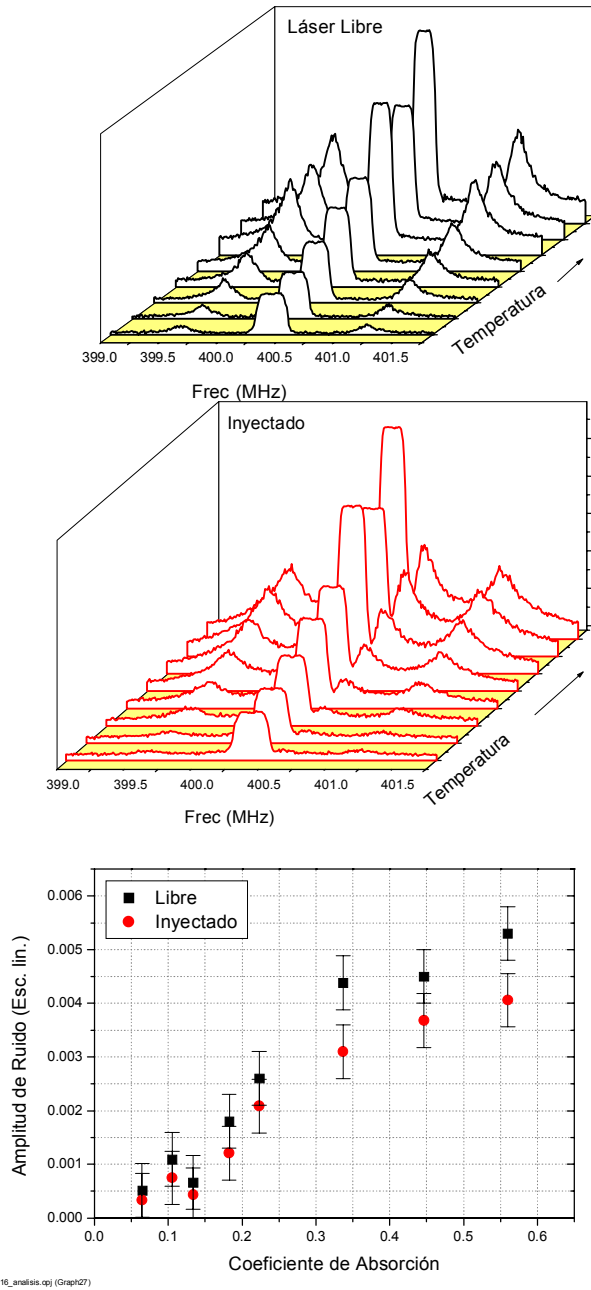 Láser Libre
Temperatura
399.0 399.5 400.0 400.5 401.0 401.5
Frec (MHz)
Inyectado
Temperatura
399.0 399.5 400.0 400.5 401.0 401.5
Frec (MHz)
Libre
Inyectado
Amplitud de Ruido (Esc. lin.)
0.006
0.005
0.004
0.003
0.002
0.001
0.000
0.0 0.1 0.2 0.3 0.4 0.5 0.6
Coeficiente de Absorción
16_analisis.opj (Graph27)